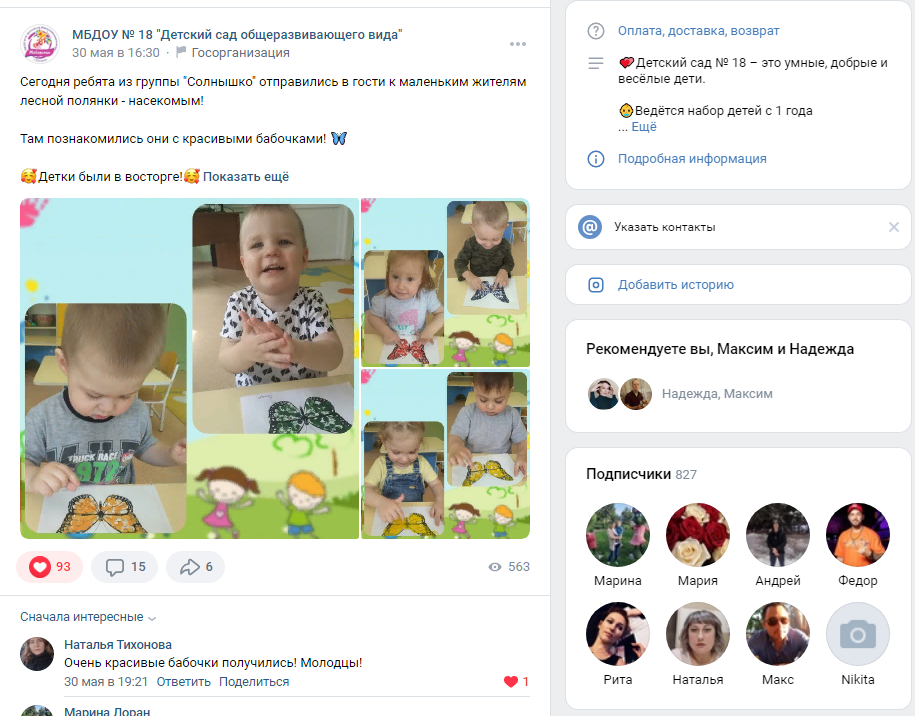 МБДОУ № 18 "Детский сад общеразвивающего вида"
30 мая в 16:30 · Госорганизация
Сегодня ребята из группы "Солнышко" отправились в гости к маленьким жителям
лесной полянки - насекомым!
Там познакомились они с красивыми бабочками! 🦋
🥰Детки были в восторге!🥰 Показать ещё
TRUCK RACE
93
15
6
563
Сначала интересные
Наталья Тихонова
Очень красивые бабочки получились! Молодцы!
30 мая в 19:21 Ответить Поделиться
1
Марина Лоран
Оплата, доставка, возврат
💝Детский сад № 18 – это умные, добрые и
весёлые дети.
👶Ведётся набор детей с 1 года
... Ещё
Подробная информация
@ Указать контакты
Добавить историю
Рекомендуете вы, Максим и Надежда
Надежда, Максим
Подписчики 827
Марина Мария Андрей Федор
Рита Наталья Макс Nikita